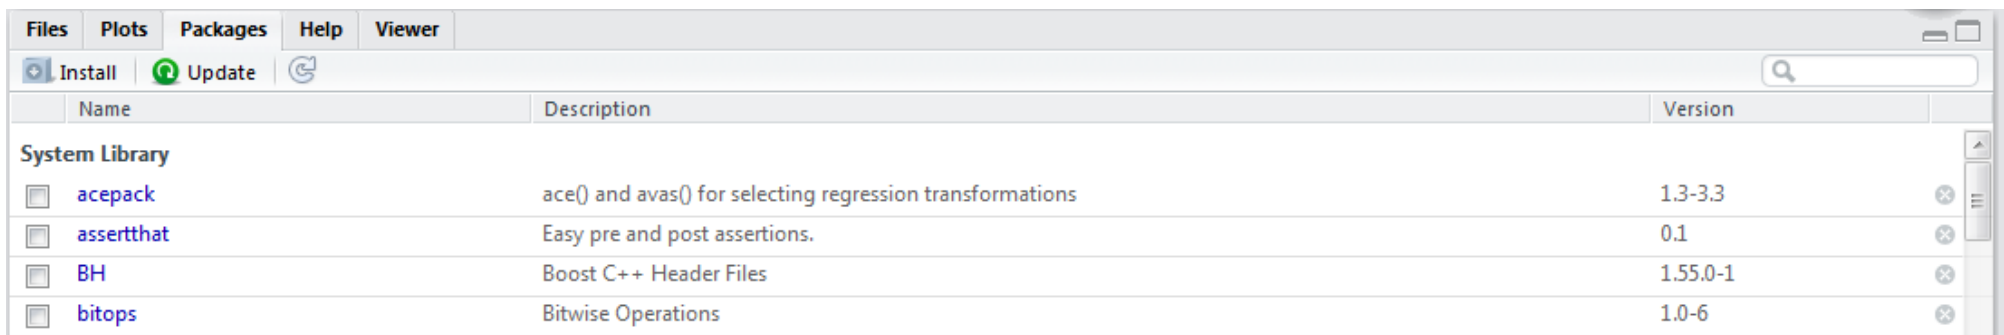 Files Plots Packages Help Viewer
Install Update
Name Description Version
System Library
acepack ace() and avas() for selecting regression transformations 1.3-3.3
assertthat Easy pre and post assertions. 0.1
BH Boost C++ Header Files 1.55.0-1
bitops Bitwise Operations 1.0-6